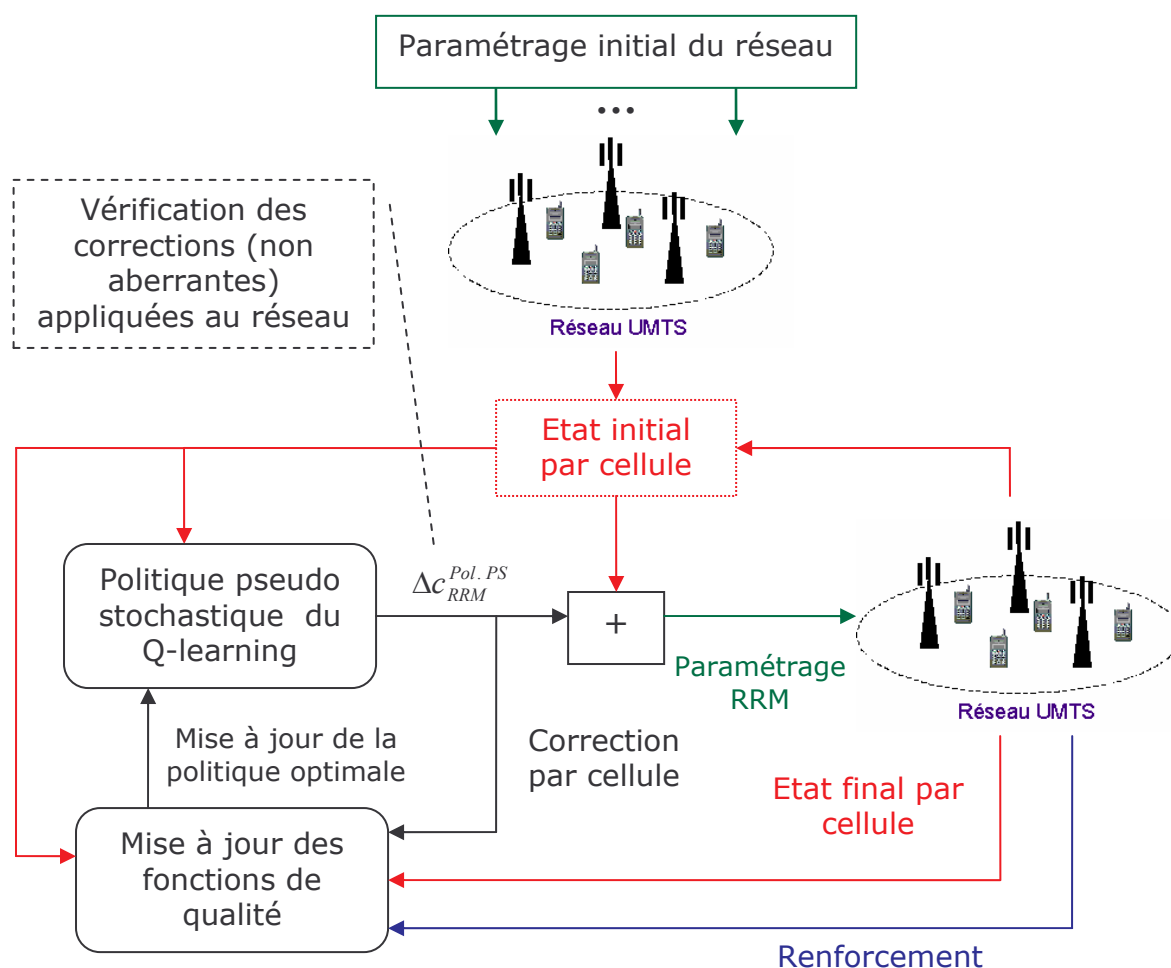 Paramétrage initial du réseau
...
Réseau UMTS
Vérification des
corrections (non
aberrantes)
appliquées au réseau
Etat initial
par cellule
Politique pseudo
stochastique du
Q-learning
Δc_{RRM}^{Pol. PS}
+
Paramétrage
RRM
Réseau UMTS
Mise à jour de la
politique optimale
Correction
par cellule
Etat final par
cellule
Mise à jour des
fonctions de
qualité
Renforcement